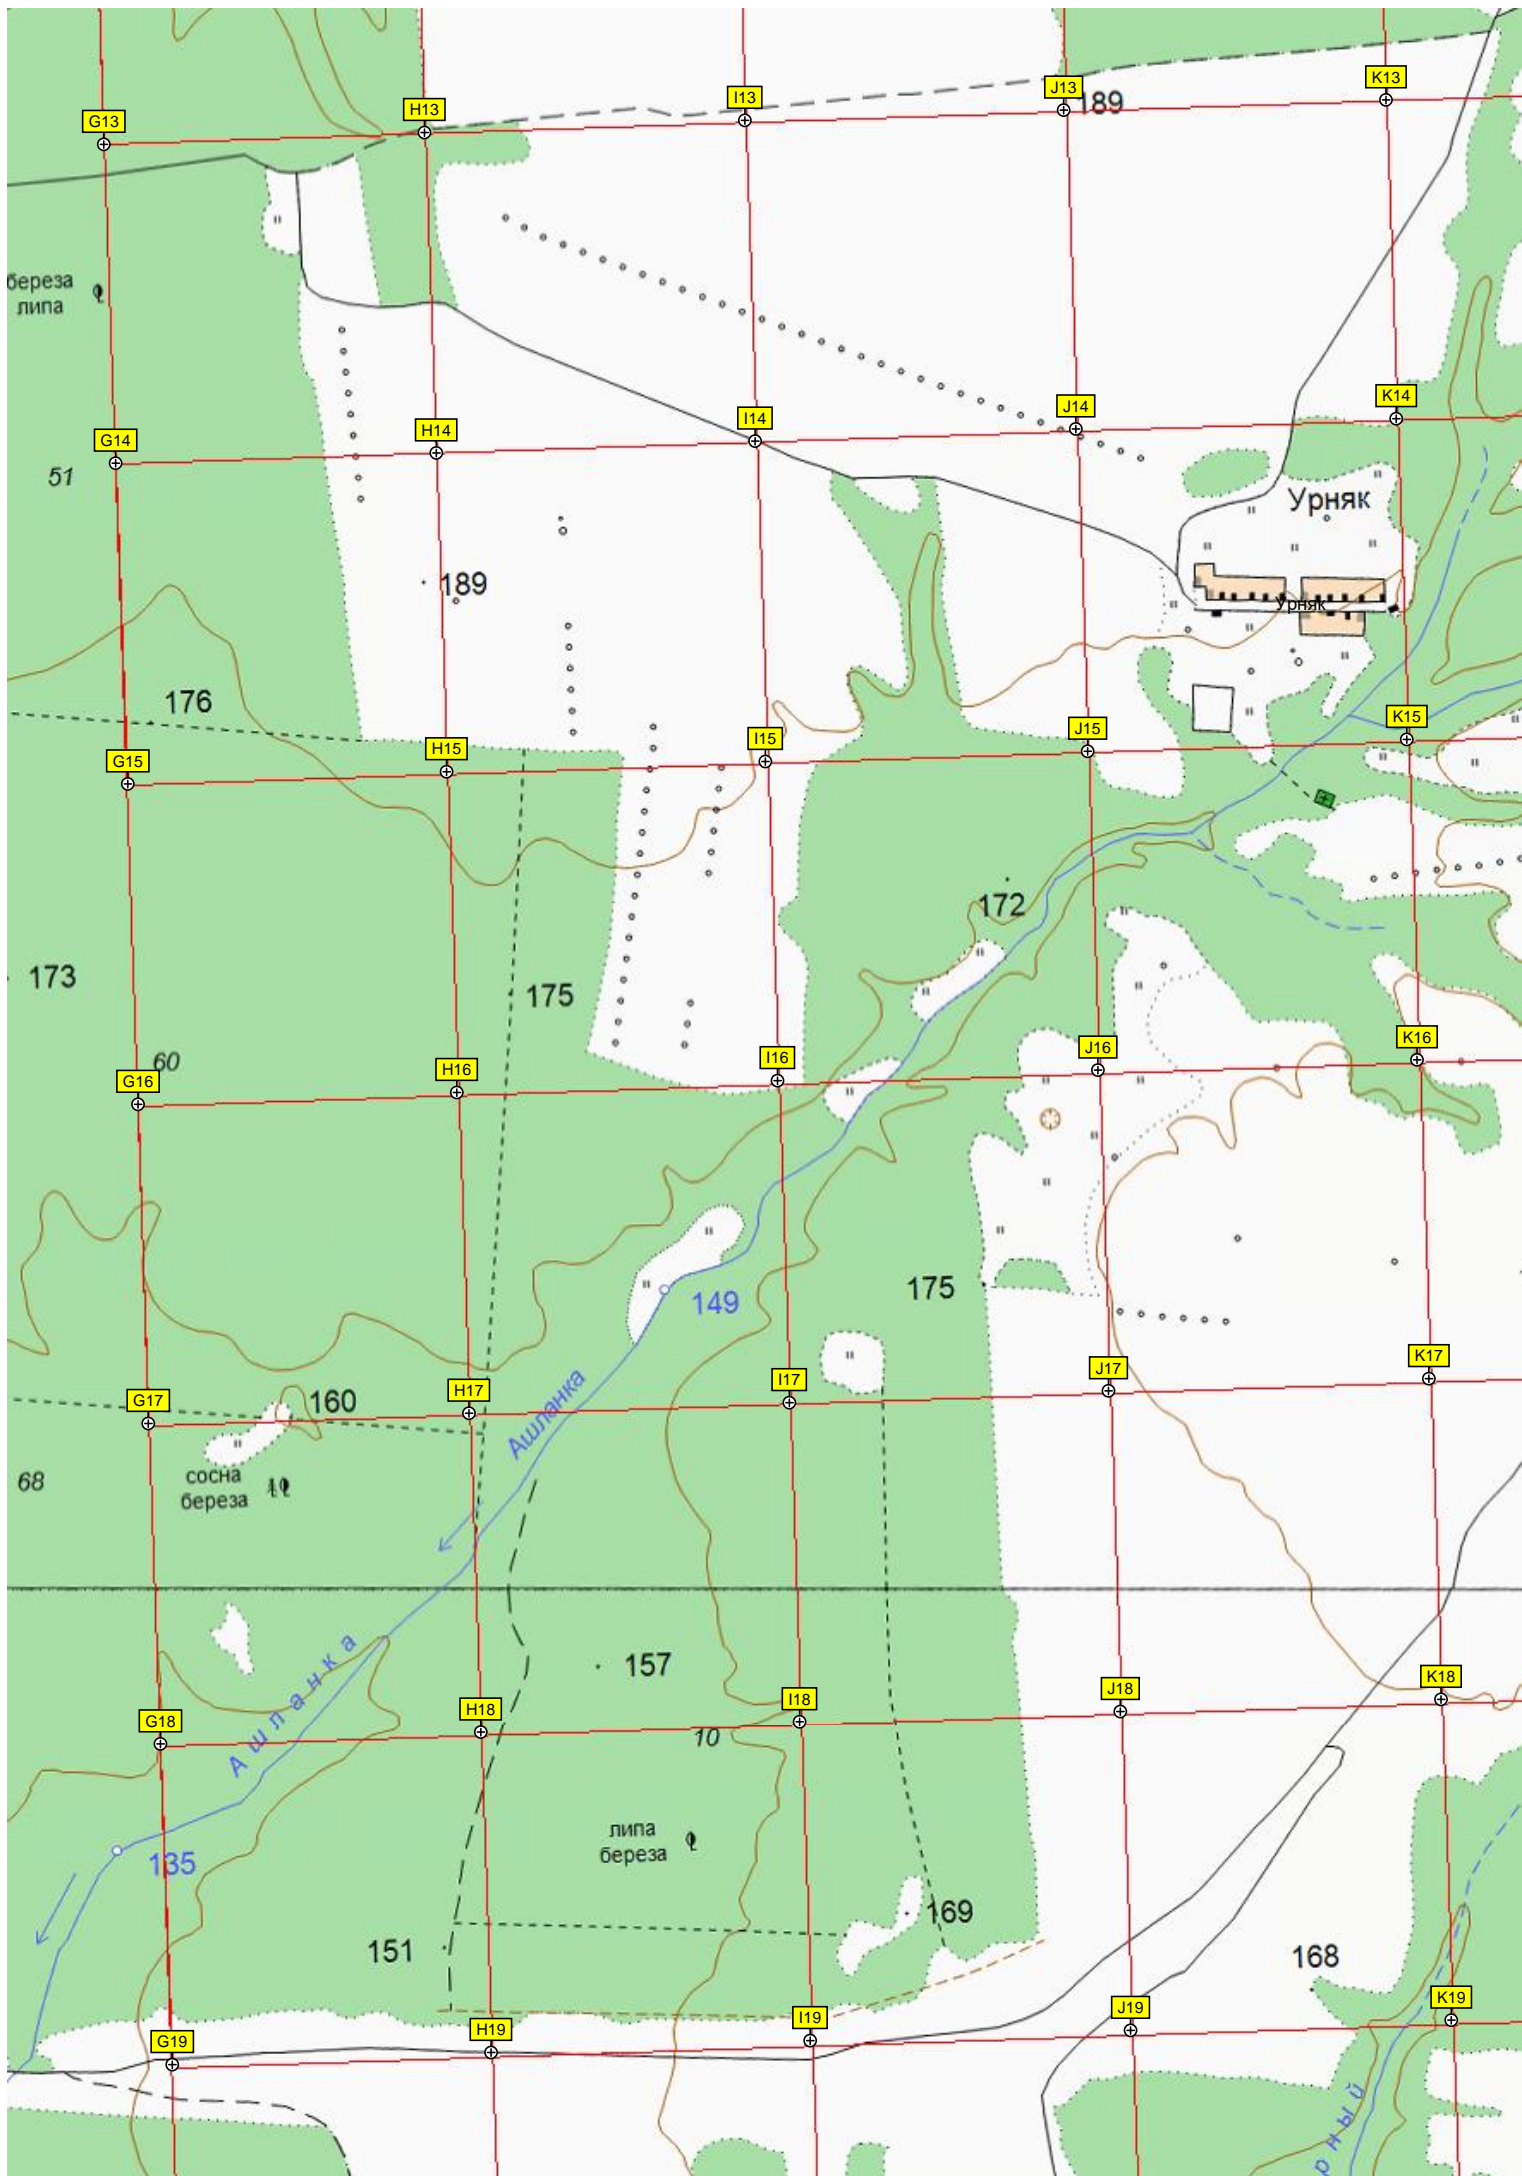 K13
J13
189
I13
H13
G13
береза
липа
K14
J14
I14
H14
G14
51
Урняк
189
Урняк
176
K15
J15
I15
H15
G15
172
173
175
K16
J16
60
I16
H16
G16
175
149
K17
J17
I17
H17
G17
160
Ашланка
68
сосна
береза
157
Ашланка
K18
J18
I18
H18
G18
10
липа
береза
135
169
151
168
K19
J19
I19
H19
G19
рный